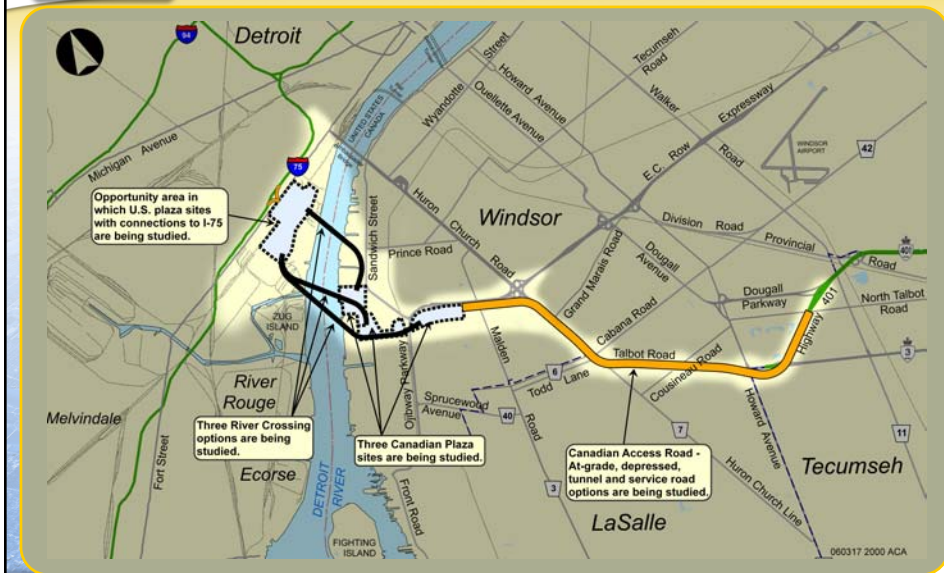 94
Detroit
Michigan Avenue
75
UNITED STATES
CANADA
Wyandotte
Street
Howard Avenue
Ouellette Avenue
Tecumseh
Road
Walker
Road
E.C. Row
Expressway
WINDSOR
AIRPORT
42
Opportunity area in
which U.S. plaza sites
with connections to I-75
are being studied.
Sandwich Street
Huron
Church
Road
Prince Road
Windsor
Grand Marais Road
Dougall
Avenue
Division Road
Provincial
Road
401
Dougall
Parkway
North Talbot
Road
401
Highway
3
ZUG
ISLAND
Malden
Road
Cabana Road
Talbot Road
Cousineau Road
6
Todd Lane
Ojibway Parkway
Sprucewood
Avenue
40
River
Rouge
Melvindale
Three River Crossing
options are being
studied.
Three Canadian Plaza
sites are being studied.
Canadian Access Road -
At-grade, depressed,
tunnel and service road
options are being studied.
7
Howard Avenue
11
Tecumseh
Huron Church Line
Fort Street
Ecorse
DETROIT
RIVER
Front Road
3
LaSalle
FIGHTING
ISLAND
060317 2000 ACA